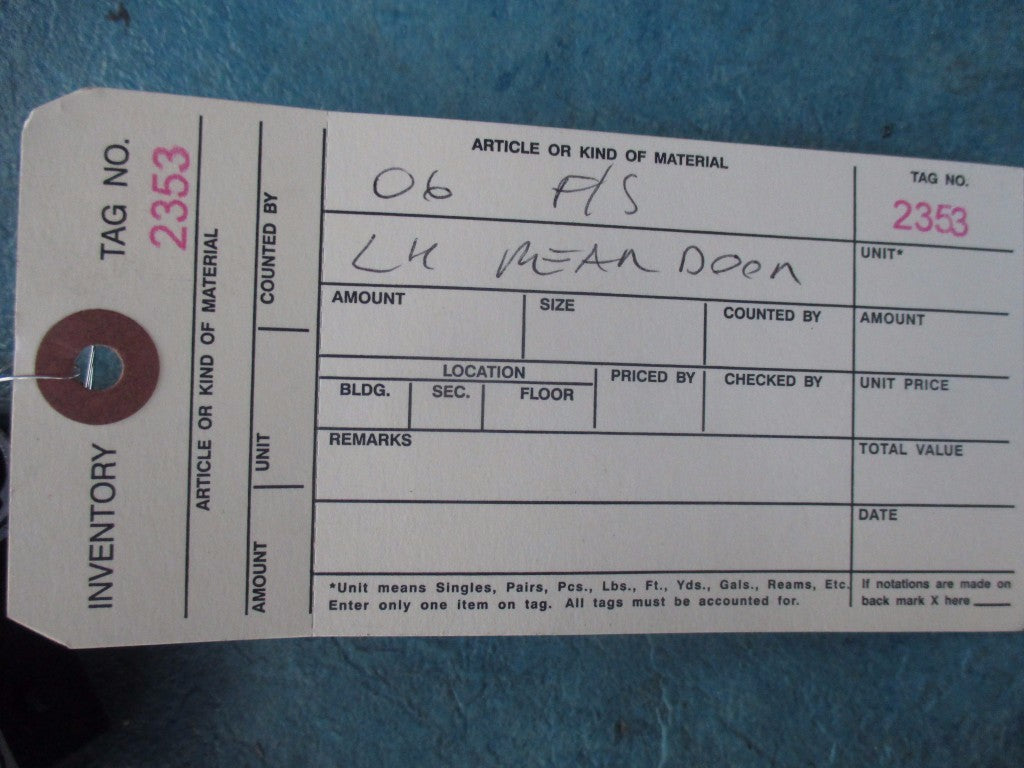 INVENTORY TAG NO.
2353
ARTICLE OR KIND OF MATERIAL
AMOUNT UNIT COUNTED BY
ARTICLE OR KIND OF MATERIAL
06 F/S
LH REAR DOOR
TAG NO.
2353
UNIT*
AMOUNT SIZE COUNTED BY AMOUNT
LOCATION
BLDG. SEC. FLOOR PRICED BY CHECKED BY UNIT PRICE
REMARKS TOTAL VALUE
DATE
*Unit means Singles, Pairs, Pcs., Lbs., Ft., Yds., Gals., Reams, Etc.
Enter only one item on tag. All tags must be accounted for.
If notations are made on
back mark X here